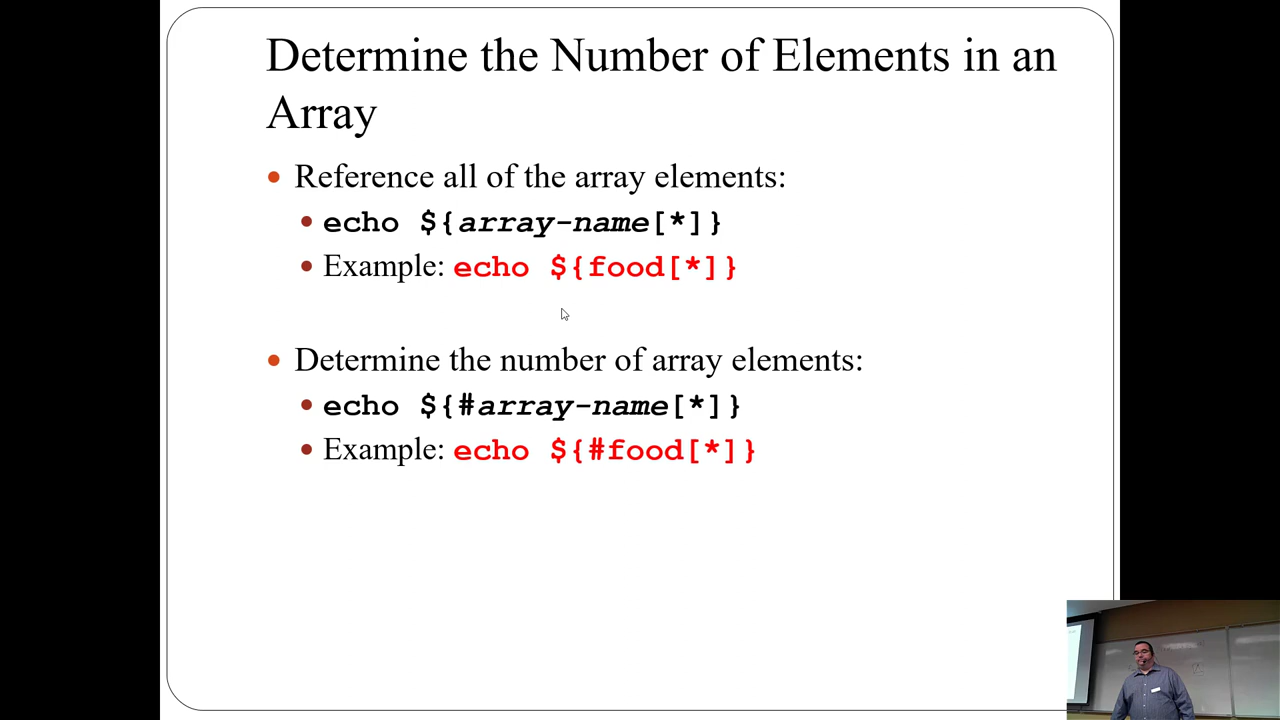 Determine the Number of Elements in an
Array
• Reference all of the array elements:
• echo ${array-name[*]}
• Example: echo ${food[*]}
• Determine the number of array elements:
• echo ${#array-name[*]}
• Example: echo ${#food[*]}